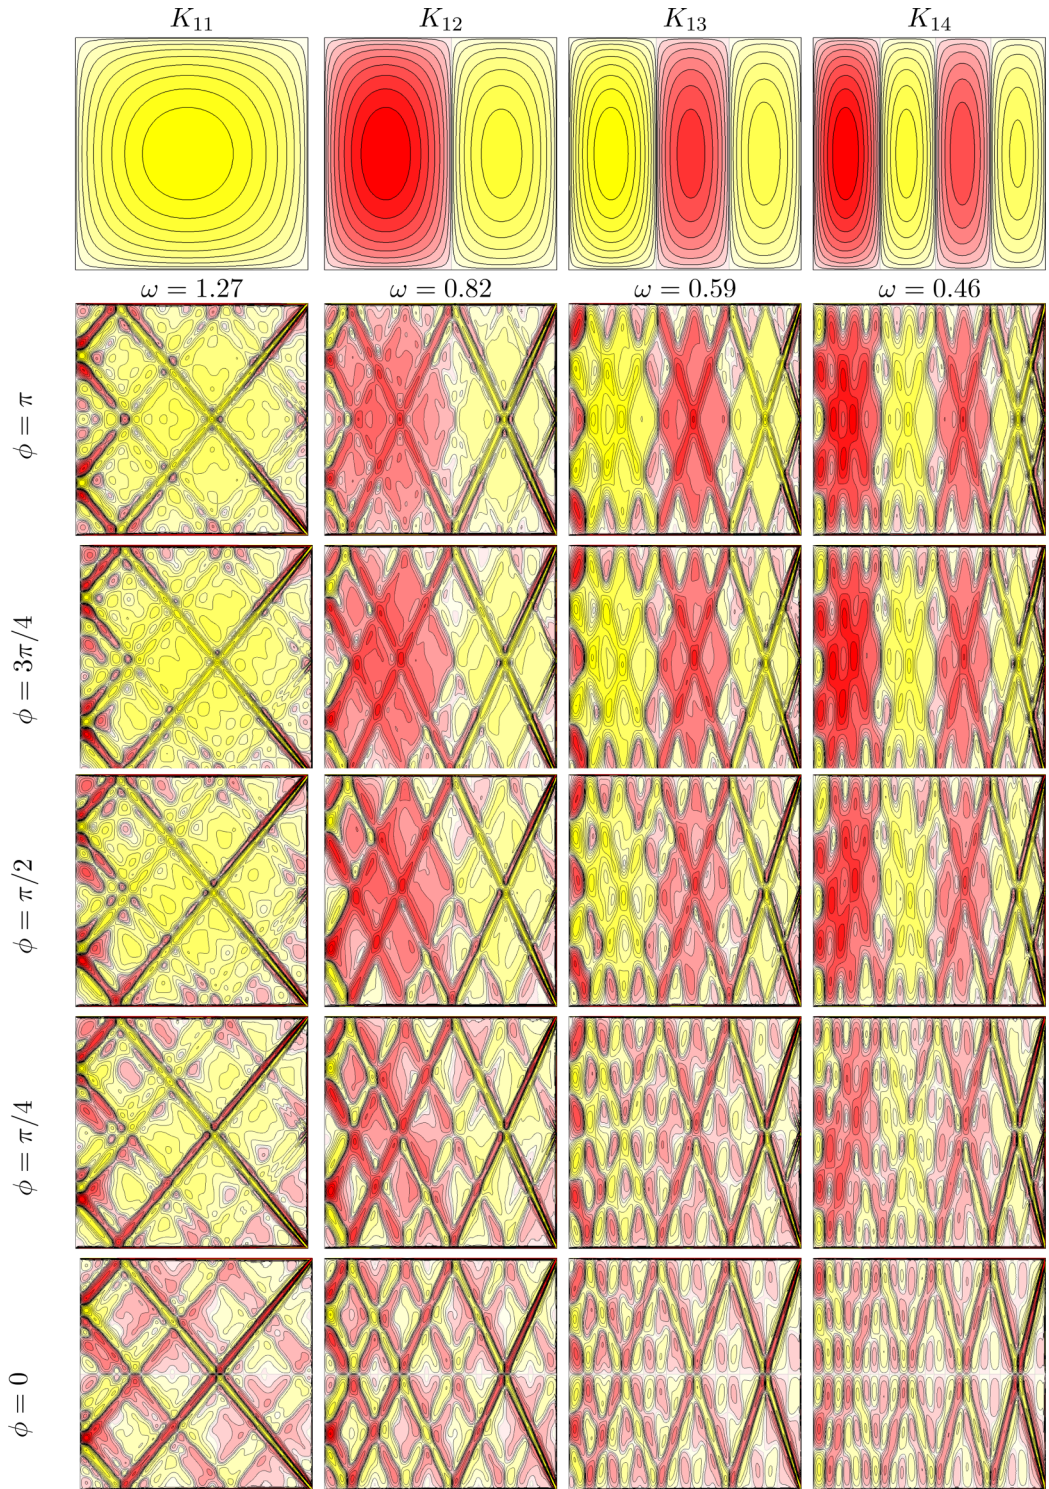 K₁₁ K₁₂ K₁₃ K₁₄
ω = 1.27 ω = 0.82 ω = 0.59 ω = 0.46
ϕ = π
ϕ = 3π/4
ϕ = π/2
ϕ = π/4
ϕ = 0